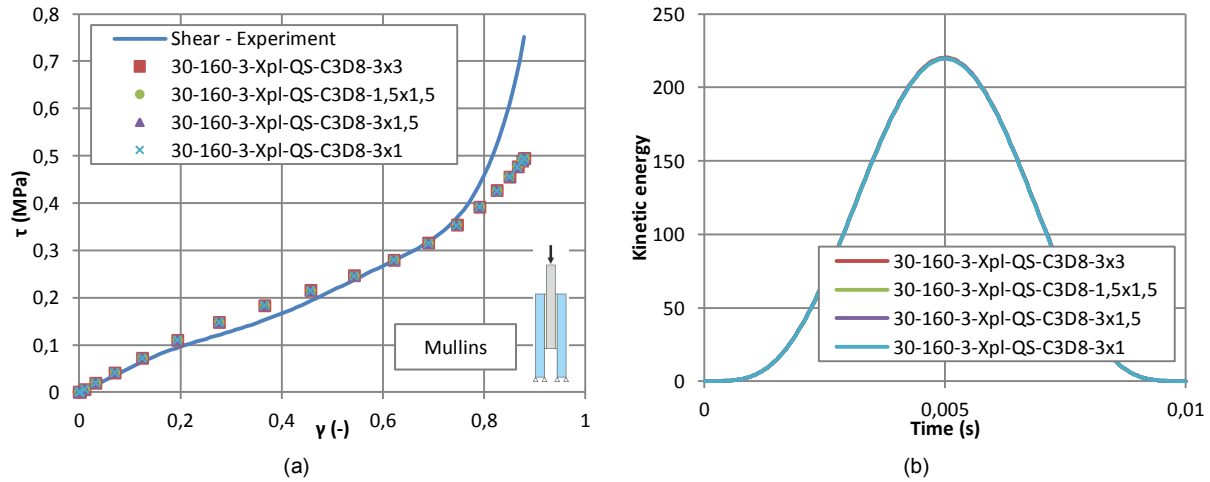 0,8
0,7
0,6
0,5
0,4
0,3
0,2
0,1
0
τ (MPa)
Shear - Experiment
30-160-3-Xpl-QS-C3D8-3x3
30-160-3-Xpl-QS-C3D8-1,5x1,5
30-160-3-Xpl-QS-C3D8-3x1,5
30-160-3-Xpl-QS-C3D8-3x1
Mullins
0 0,2 0,4 0,6 0,8 1
γ (-)
(a)
250
200
150
100
50
0
Kinetic energy
30-160-3-Xpl-QS-C3D8-3x3
30-160-3-Xpl-QS-C3D8-1,5x1,5
30-160-3-Xpl-QS-C3D8-3x1,5
30-160-3-Xpl-QS-C3D8-3x1
0 0,005 0,01
Time (s)
(b)